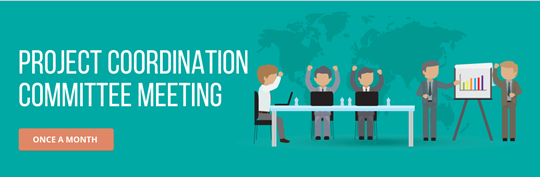 PROJECT COORDINATION
COMMITTEE MEETING
ONCE A MONTH